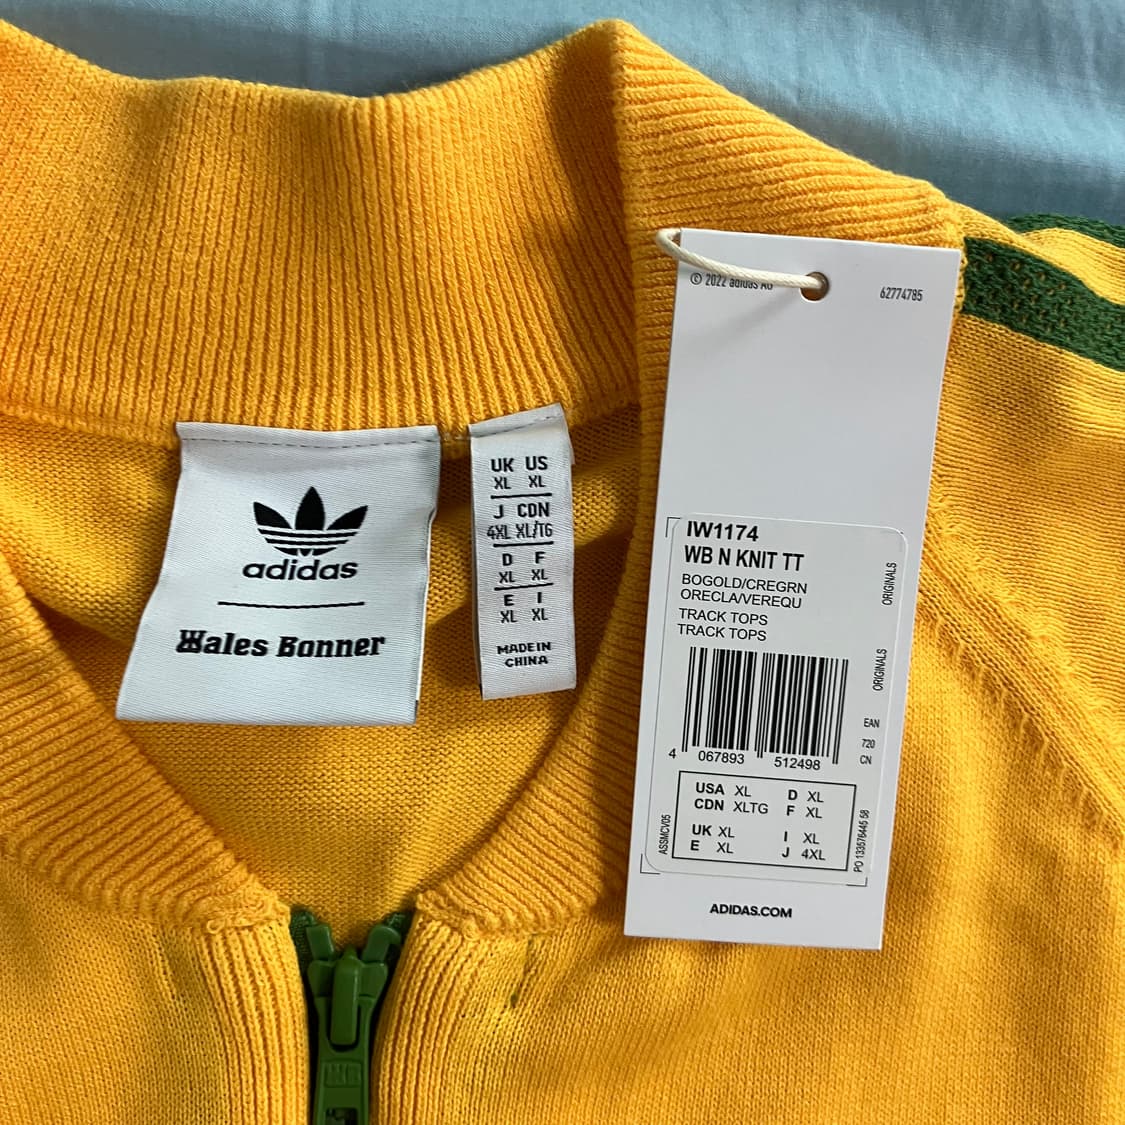 adidas
Wales Bonner
UK US
XL XL
J CDN
4XL XL/TG
D F
XL XL
E I
XL XL
MADE IN
CHINA
© 2022 adidas AG
62774785
IW1174
WB N KNIT TT
BOGOLD/CREGRN
ORECLA/VEREQU
TRACK TOPS
TRACK TOPS
ORIGINALS
ORIGINALS
EAN
720
CN
4 067893 512498
USA XL D XL
CDN XLTG F XL
UK XL I XL
E XL J 4XL
ASSMCV05
PO 133576445 58
ADIDAS.COM